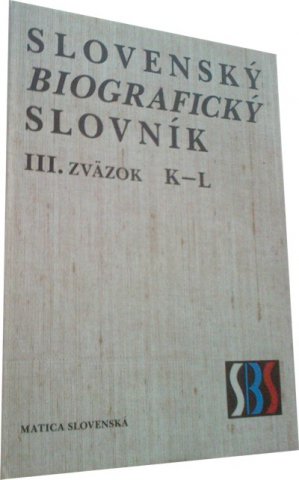 SLOVENSKÝ
BIOGRAFICKÝ
SLOVNÍK
III. ZVÄZOK K–L
SBS
MATICA SLOVENSKÁ